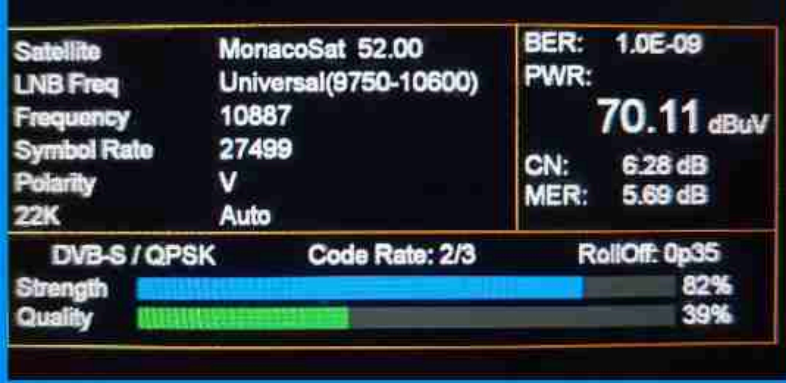 Satellite MonacoSat 52.00
LNB Freq Universal(9750-10600)
Frequency 10887
Symbol Rate 27499
Polarity V
22K Auto
BER: 1.0E-09
PWR:
70.11 dBuV
CN: 6.28 dB
MER: 5.69 dB
DVB-S / QPSK Code Rate: 2/3 RollOff: 0p35
Strength 82%
Quality 39%